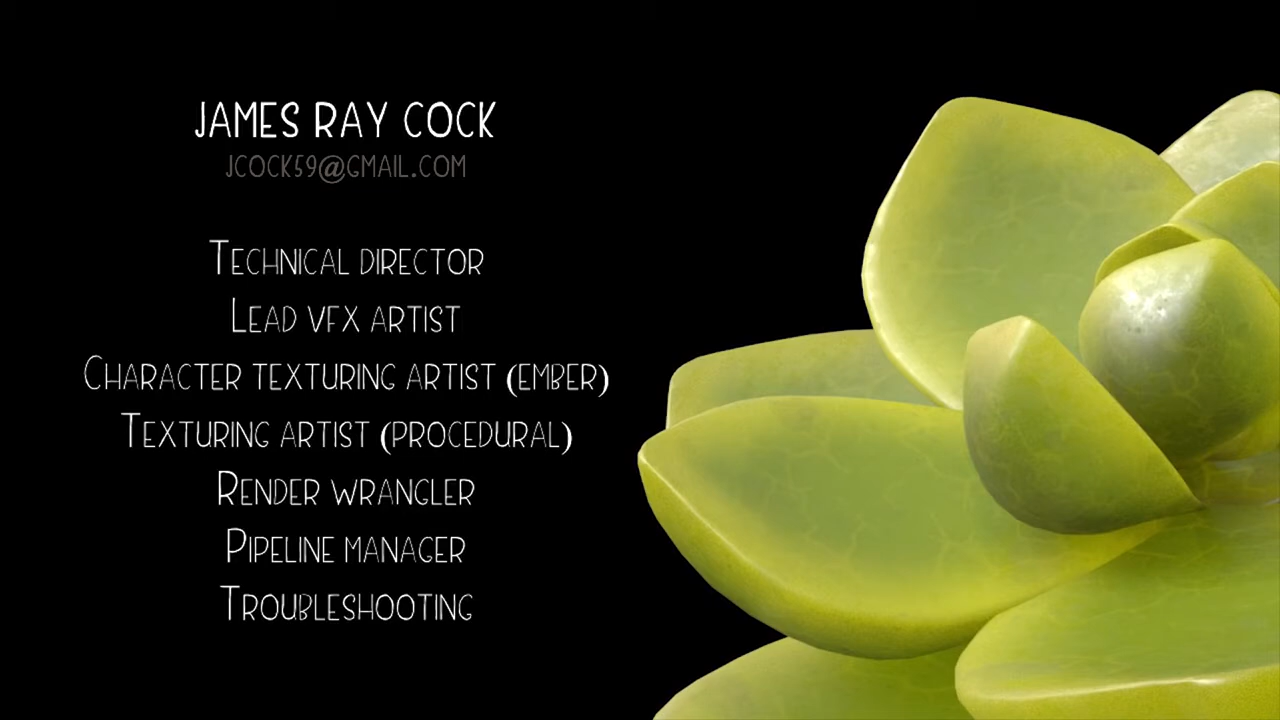 JAMES RAY COCK
JCOCK59@GMAIL.COM
TECHNICAL DIRECTOR
LEAD VFX ARTIST
CHARACTER TEXTURING ARTIST (EMBER)
TEXTURING ARTIST (PROCEDURAL)
RENDER WRANGLER
PIPELINE MANAGER
TROUBLESHOOTING